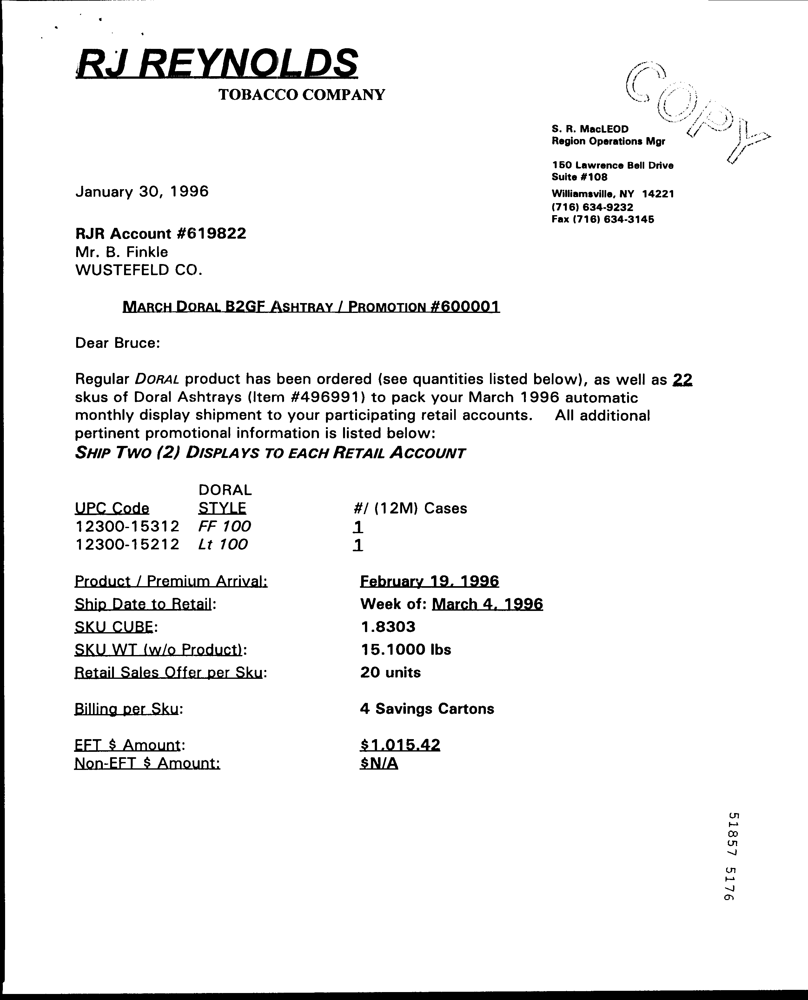 RJ REYNOLDS
TOBACCO COMPANY
COPY
S. R. MacLEOD
Region Operations Mgr
150 Lawrence Bell Drive
Suite #108
Williamsville, NY 14221
(716) 634-9232
Fax (716) 634-3145
January 30, 1996
RJR Account #619822
Mr. B. Finkle
WUSTEFELD CO.
MARCH DORAL B2GF ASHTRAY / PROMOTION #600001
Dear Bruce:
Regular DORAL product has been ordered (see quantities listed below), as well as 22
skus of Doral Ashtrays (Item #496991) to pack your March 1996 automatic
monthly display shipment to your participating retail accounts. All additional
pertinent promotional information is listed below:
SHIP TWO (2) DISPLAYS TO EACH RETAIL ACCOUNT
DORAL
UPC Code STYLE #/ (12M) Cases
12300-15312 FF 100 1
12300-15212 Lt 100 1
Product / Premium Arrival: February 19, 1996
Ship Date to Retail: Week of: March 4, 1996
SKU CUBE: 1.8303
SKU WT (w/o Product): 15.1000 lbs
Retail Sales Offer per Sku: 20 units
Billing per Sku: 4 Savings Cartons
EFT $ Amount: $1,015.42
Non-EFT $ Amount: $N/A
51857 5176